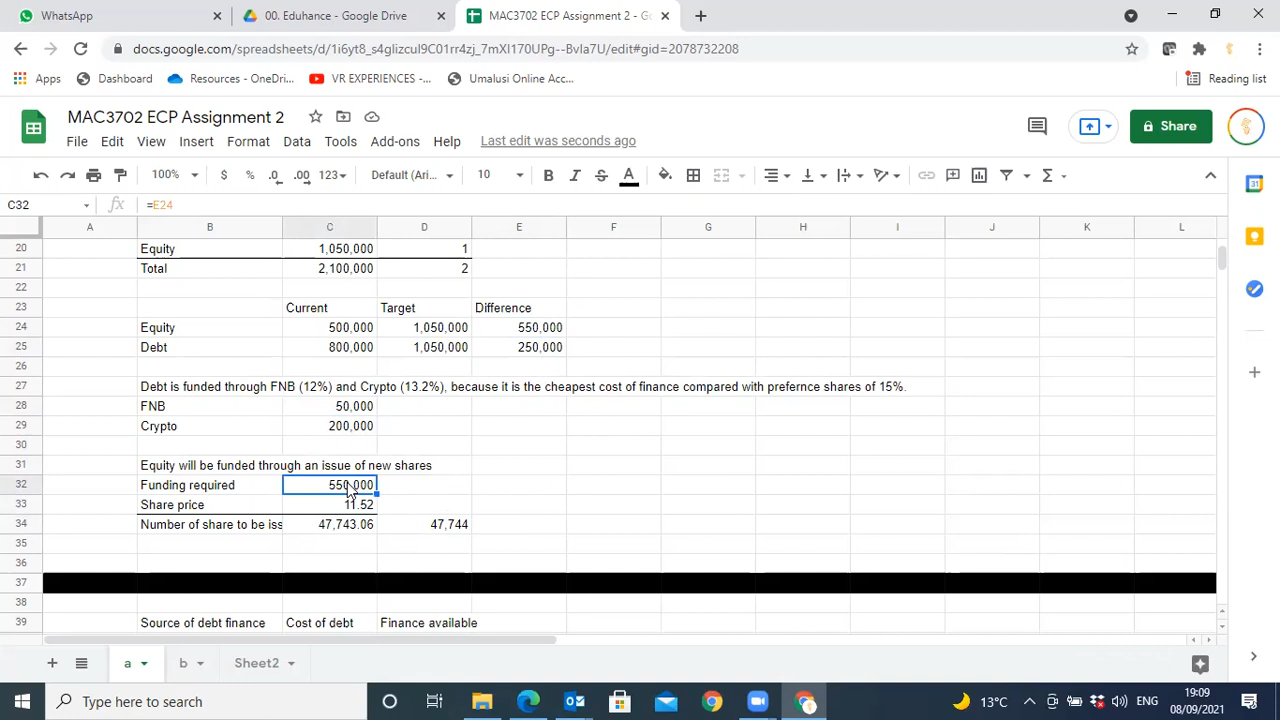 WhatsApp
00. Eduhance - Google Drive
MAC3702 ECP Assignment 2 - Go
docs.google.com/spreadsheets/d/1i6yt8_s4glizcuI9C01rr4zj_7mXI170UPg--BvIa7U/edit#gid=2078732208
Apps Dashboard Resources - OneDri... VR EXPERIENCES -... Umalusi Online Acc... Reading list
MAC3702 ECP Assignment 2
Share
File Edit View Insert Format Data Tools Add-ons Help Last edit was seconds ago
100% $ % .0 .00 123 Default (Ari... 10 B I S A
C32 fx =E24
A B C D E F G H I J K L
20 Equity 1,050,000 1
21 Total 2,100,000 2
22
23 Current Target Difference
24 Equity 500,000 1,050,000 550,000
25 Debt 800,000 1,050,000 250,000
26
27 Debt is funded through FNB (12%) and Crypto (13.2%), because it is the cheapest cost of finance compared with prefernce shares of 15%.
28 FNB 50,000
29 Crypto 200,000
30
31 Equity will be funded through an issue of new shares
32 Funding required 550,000
33 Share price 11.52
34 Number of share to be iss 47,743.06 47,744
35
36
37
38
39 Source of debt finance Cost of debt Finance available
a b Sheet2
Type here to search
13°C ENG
19:09
08/09/2021